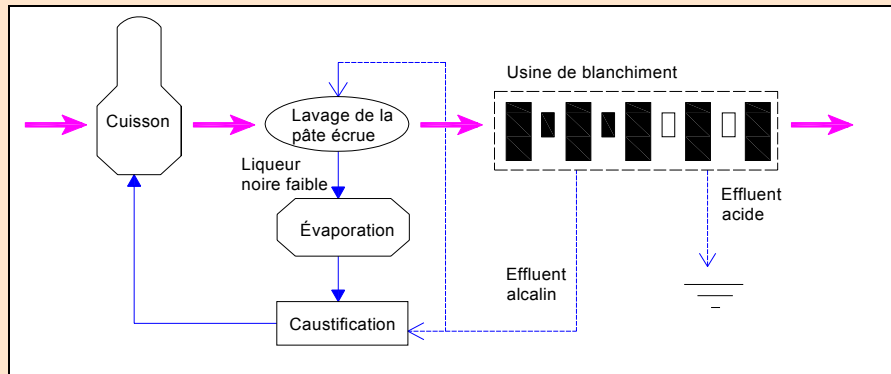 Usine de blanchiment
Cuisson
Lavage de la
pâte écrue
Liqueur
noire faible
Effluent
acide
Évaporation
Effluent
alcalin
Caustification